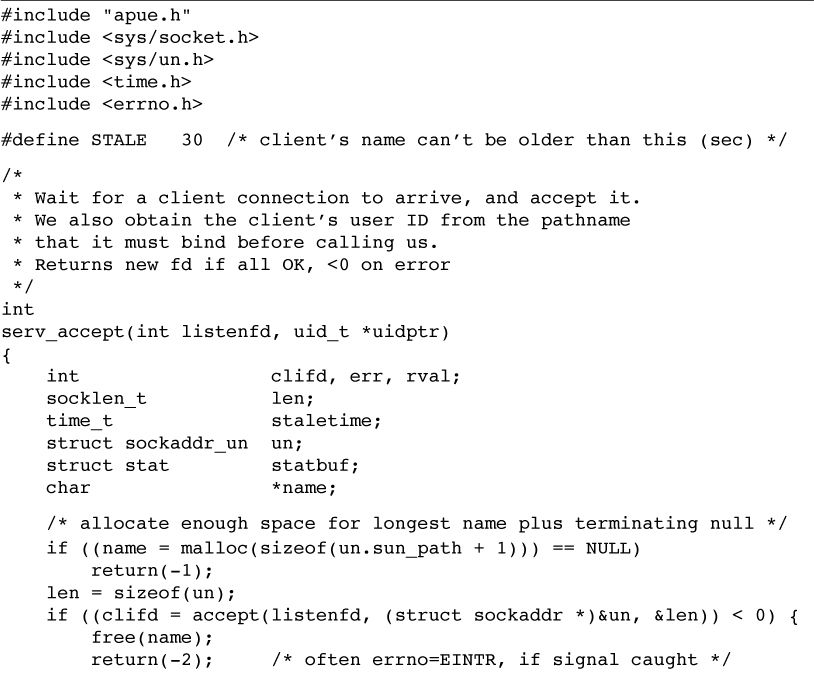 #include "apue.h"
#include <sys/socket.h>
#include <sys/un.h>
#include <time.h>
#include <errno.h>
#define STALE   30  /* client’s name can’t be older than this (sec) */
/*
 * Wait for a client connection to arrive, and accept it.
 * We also obtain the client’s user ID from the pathname
 * that it must bind before calling us.
 * Returns new fd if all OK, <0 on error
 */
int
serv_accept(int listenfd, uid_t *uidptr)
{
    int                 clifd, err, rval;
    socklen_t           len;
    time_t              staletime;
    struct sockaddr_un  un;
    struct stat         statbuf;
    char                *name;
    /* allocate enough space for longest name plus terminating null */
    if ((name = malloc(sizeof(un.sun_path + 1))) == NULL)
        return(-1);
    len = sizeof(un);
    if ((clifd = accept(listenfd, (struct sockaddr *)&un, &len)) < 0) {
        free(name);
        return(-2);     /* often errno=EINTR, if signal caught */